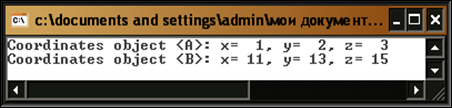 c:\documents and settings\admin\мои документ...
Coordinates object <A>: x=  1, y=  2, z=  3
Coordinates object <B>: x= 11, y= 13, z= 15